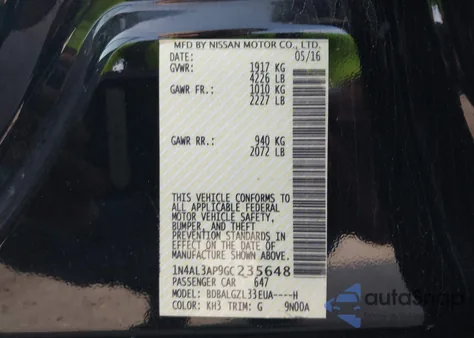 MFD BY NISSAN MOTOR CO., LTD.
DATE: 05/16
GVWR: 1917 KG
4226 LB
GAWR FR.: 1010 KG
2227 LB
GAWR RR.: 940 KG
2072 LB
THIS VEHICLE CONFORMS TO
ALL APPLICABLE FEDERAL
MOTOR VEHICLE SAFETY,
BUMPER, AND THEFT
PREVENTION STANDARDS IN
EFFECT ON THE DATE OF
MANUFACTURE SHOWN ABOVE.
1N4AL3AP9GC235648
PASSENGER CAR 647
MODEL: BDBALGZL33EUA----H
COLOR: KH3 TRIM: G 9N00A
autoSnap